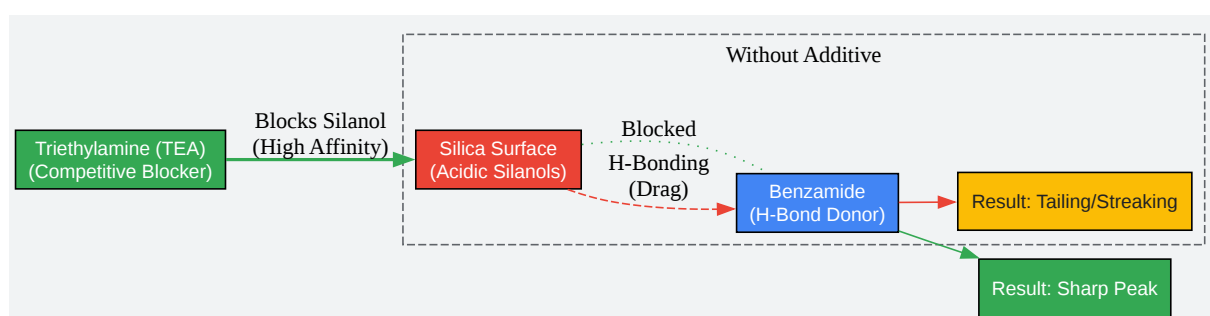 Without Additive
Blocks Silanol
(High Affinity)
Triethylamine (TEA)
(Competitive Blocker)
Silica Surface
(Acidic Silanols)
Blocked
H-Bonding
(Drag)
Benzamide
(H-Bond Donor)
Result: Tailing/Streaking
Result: Sharp Peak